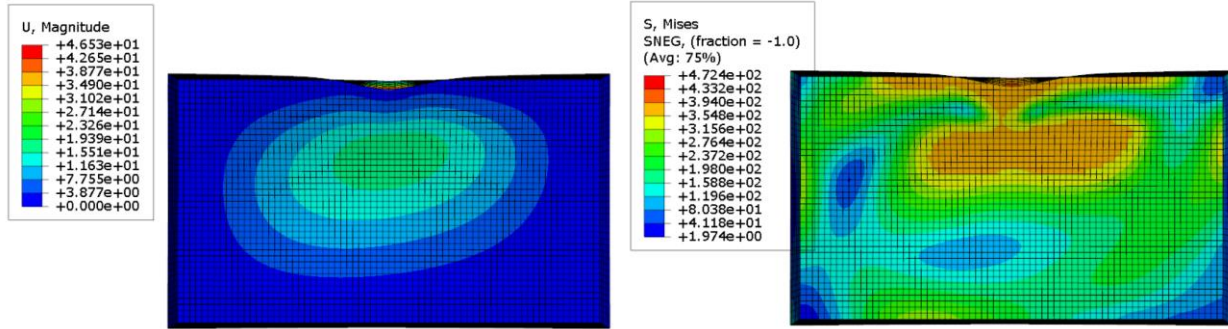 U, Magnitude
+4.653e+01
+4.265e+01
+3.877e+01
+3.490e+01
+3.102e+01
+2.714e+01
+2.326e+01
+1.939e+01
+1.551e+01
+1.163e+01
+7.755e+00
+3.877e+00
+0.000e+00
S, Mises
SNEG, (fraction = -1.0)
(Avg: 75%)
+4.724e+02
+4.332e+02
+3.940e+02
+3.548e+02
+3.156e+02
+2.764e+02
+2.372e+02
+1.980e+02
+1.588e+02
+1.196e+02
+8.038e+01
+4.118e+01
+1.974e+00